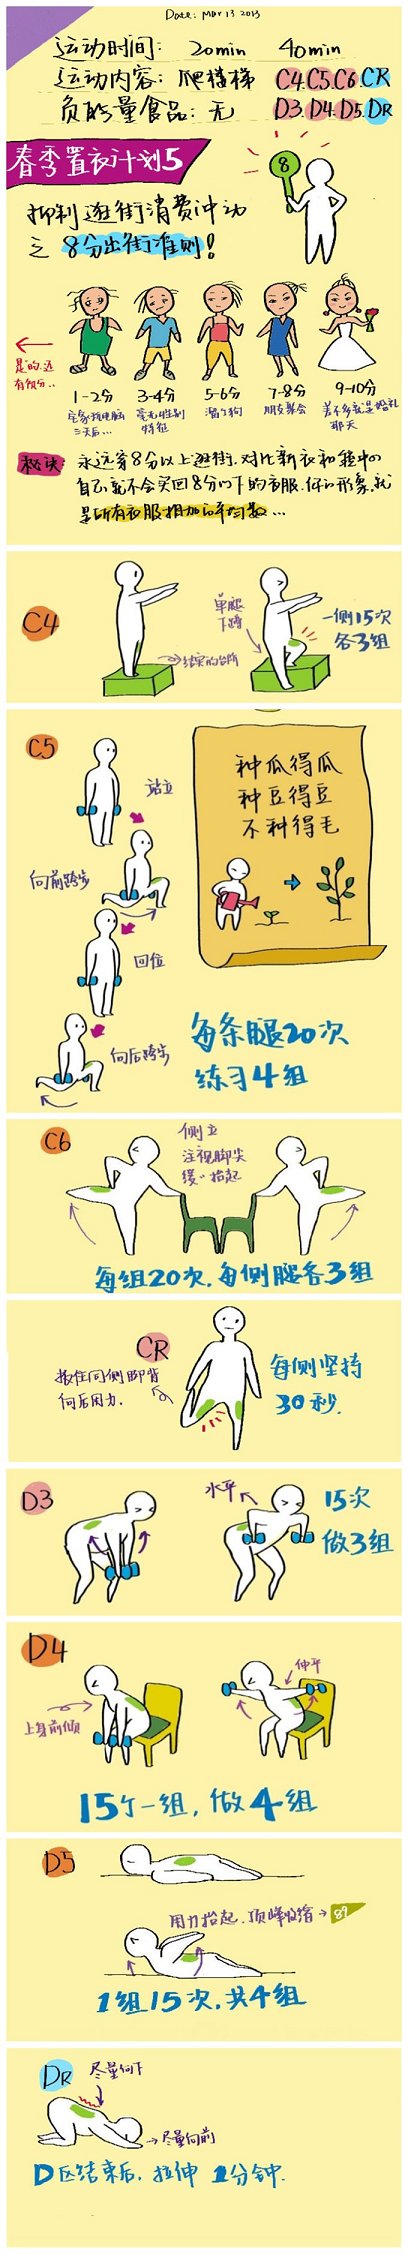 Date: Mar 13 2013
运动时间: 20min 40min
运动内容: 爬楼梯 C4.C5.C6.CR
负能量食品: 无 D3.D4.D5.DR
春季置衣计划5
8
抑制逛街消费冲动
之 8分出街准则!
是的,还
有负分..
1-2分
宅家玩电脑
三天后...
3-4分
毫无性别
特征
5-6分
溜了狗
7-8分
朋友聚会
9-10分
差不多就是婚礼
那天
秘诀: 永远穿8分以上逛街.对比新衣和镜中的
自己,就不会买回8分以下的衣服.你的形象,就
是所有衣服相加的平均数...
C4
单腿
下蹲
结实的台阶
一侧15次
各3组
C5
站立
向前跨步
回位
向后跨步
种瓜得瓜
种豆得豆
不种得毛
每条腿20次
练习4组
C6
侧立
注视脚尖
缓缓抬起
每组20次.每侧腿各3组
CR
扳住同侧脚背
向后用力.
每侧坚持
30秒.
D3
水平
15次
做3组
D4
上身前倾
伸平
15个一组, 做4组
D5
用力抬起.顶峰收缩→
1组15次,共4组
DR
尽量向下
→尽量向前
D区结束后, 拉伸 1分钟.